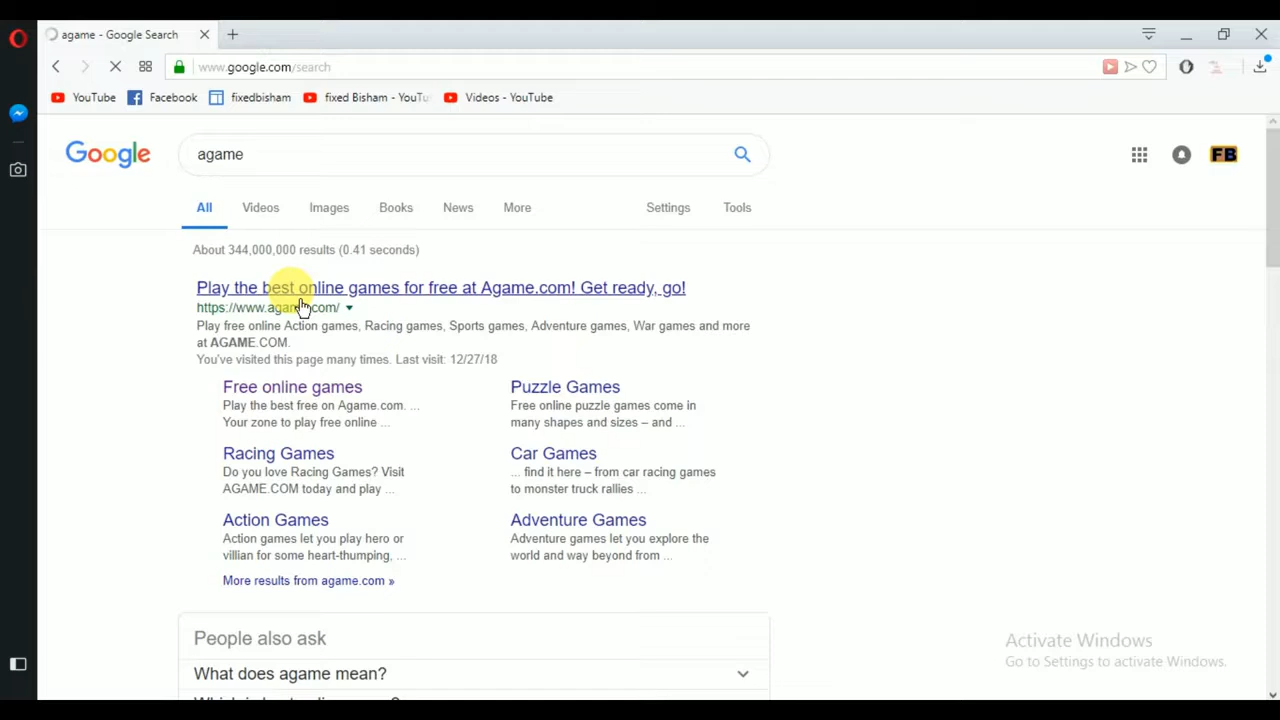 agame - Google Search
www.google.com/search
YouTube
Facebook
fixedbisham
fixed Bisham - YouTu
Videos - YouTube
Google
agame
FB
All
Videos
Images
Books
News
More
Settings
Tools
About 344,000,000 results (0.41 seconds)
Play the best online games for free at Agame.com! Get ready, go!
https://www.agame.com/
Play free online Action games, Racing games, Sports games, Adventure games, War games and more
at AGAME.COM.
You've visited this page many times. Last visit: 12/27/18
Free online games
Play the best free on Agame.com. ...
Your zone to play free online ...
Puzzle Games
Free online puzzle games come in
many shapes and sizes – and ...
Racing Games
Do you love Racing Games? Visit
AGAME.COM today and play ...
Car Games
... find it here – from car racing games
to monster truck rallies ...
Action Games
Action games let you play hero or
villian for some heart-thumping, ...
Adventure Games
Adventure games let you explore the
world and way beyond from ...
More results from agame.com »
People also ask
What does agame mean?
Activate Windows
Go to Settings to activate Windows.